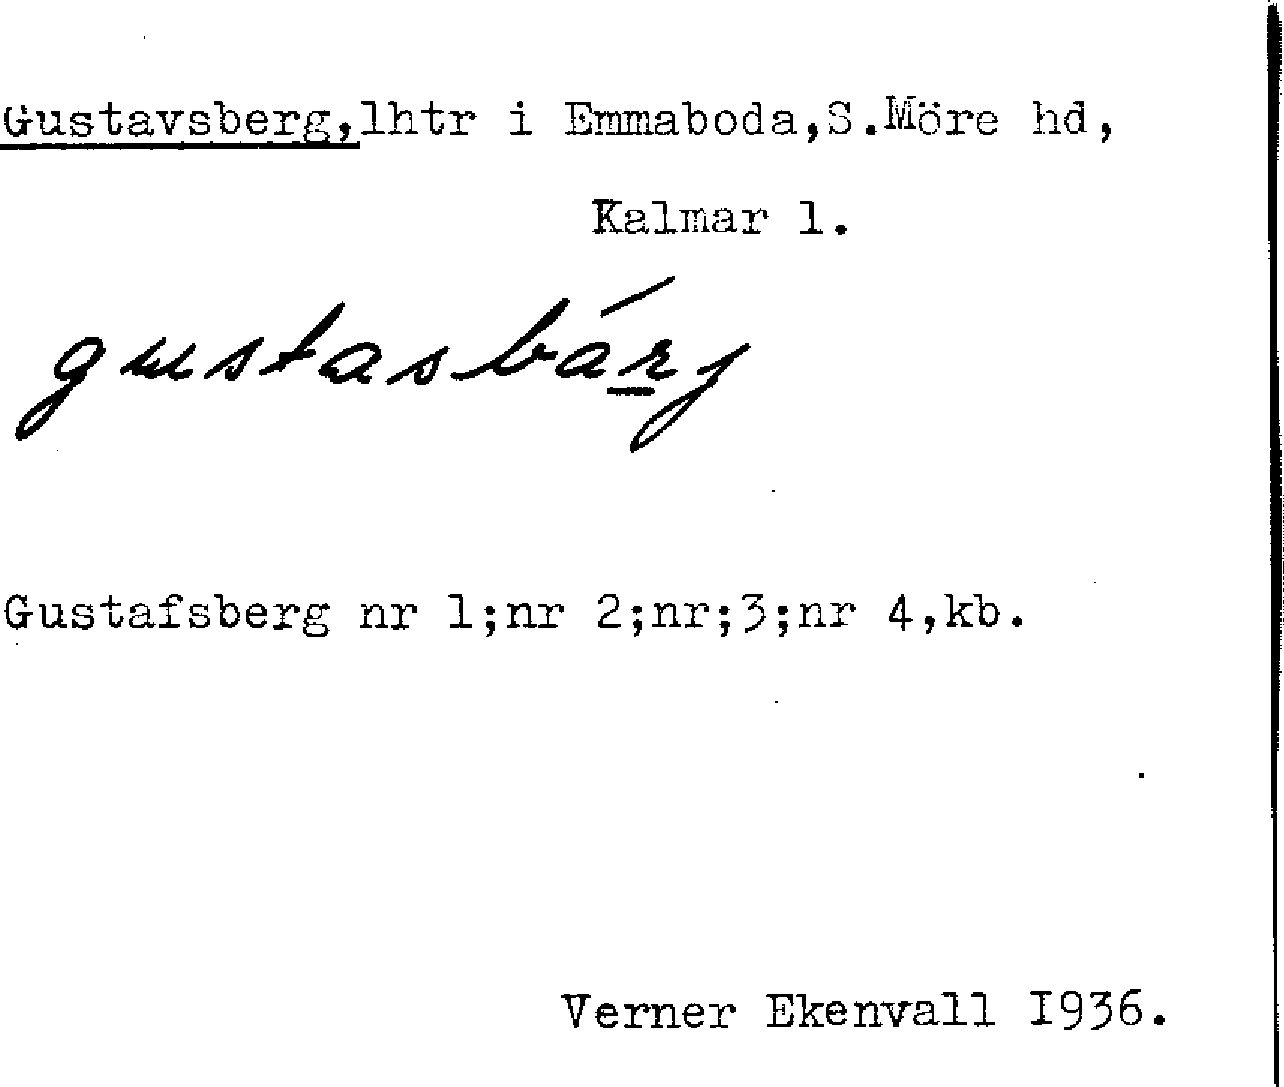 Gustavsberg,lhtr i Emmaboda,S.Möre hd,
Kalmar l.
gustasbárj
Gustafsberg nr 1;nr 2;nr;3;nr 4,kb.
Verner Ekenvall I936.